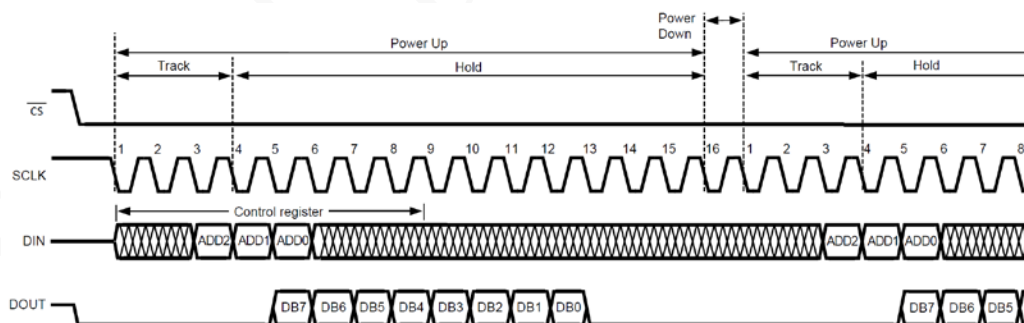 Power Down
Power Up
Power Up
Track
Hold
Track
Hold
CS
SCLK
1 2 3 4 5 6 7 8 9 10 11 12 13 14 15 16 1 2 3 4 5 6 7 8
Control register
DIN
ADD2 ADD1 ADD0 ADD2 ADD1 ADD0
DOUT
DB7 DB6 DB5 DB4 DB3 DB2 DB1 DB0 DB7 DB6 DB5